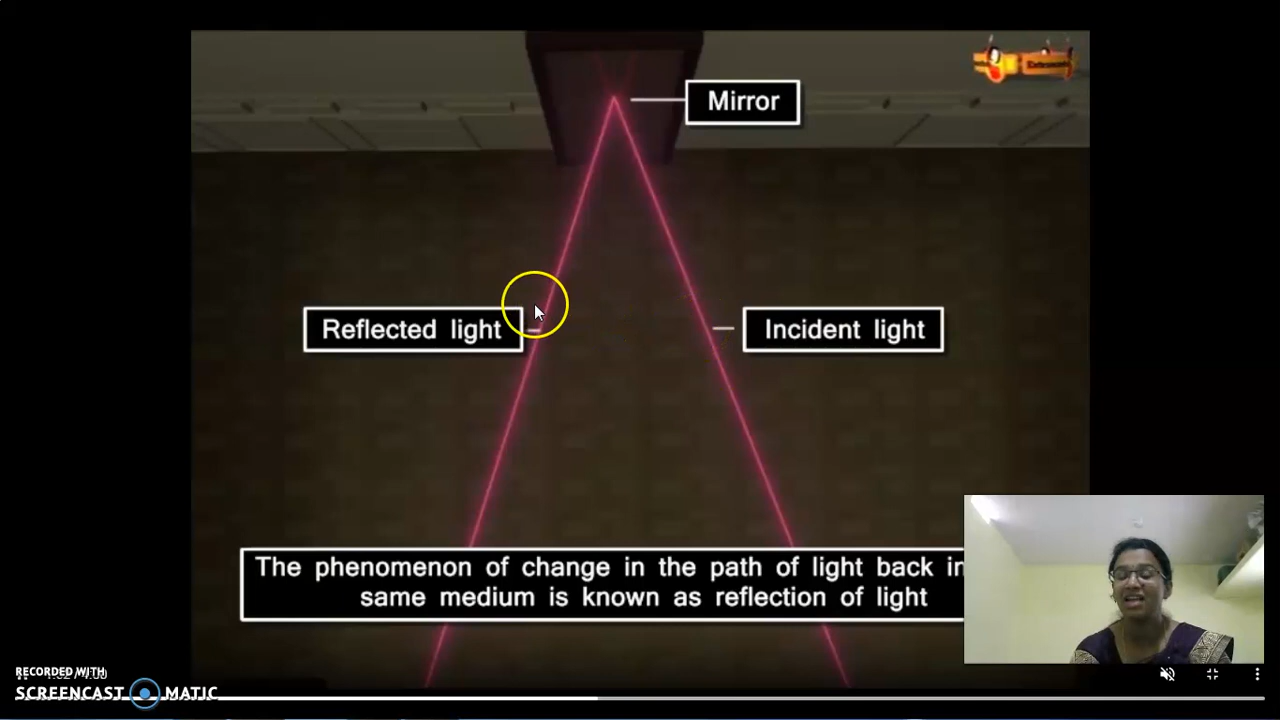 Mirror
Reflected light
Incident light
The phenomenon of change in the path of light back in
same medium is known as reflection of light
RECORDED WITH
SCREENCAST MATIC